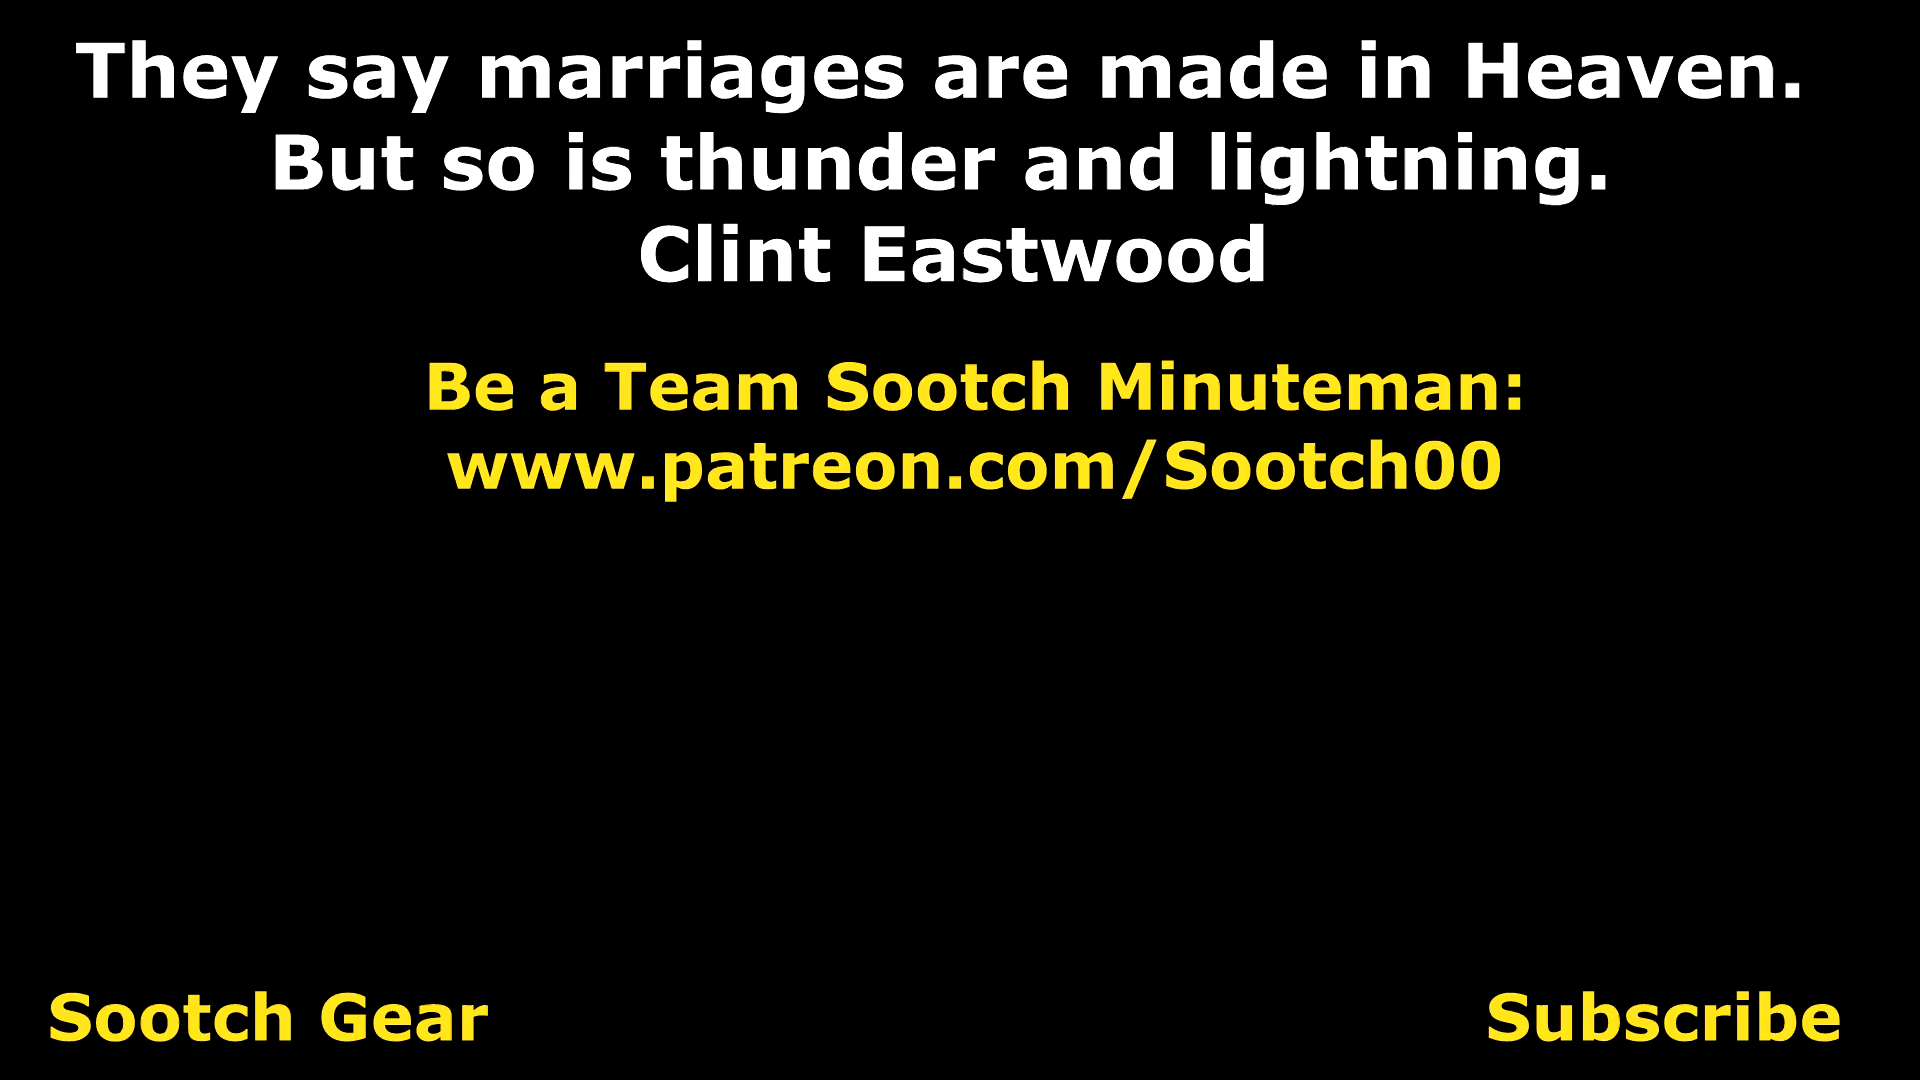 They say marriages are made in Heaven.
But so is thunder and lightning.
Clint Eastwood
Be a Team Sootch Minuteman:
www.patreon.com/Sootch00
Sootch Gear
Subscribe